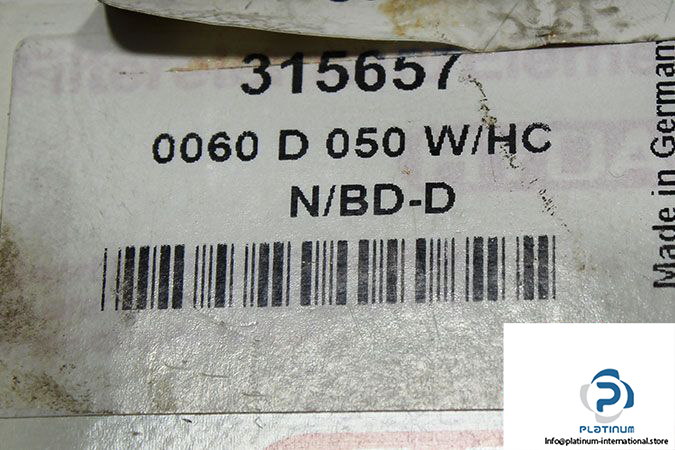 315657
0060 D 050 W/HC
N/BD-D
Made in Germany
PLATINUM
Info@platinum-international.store